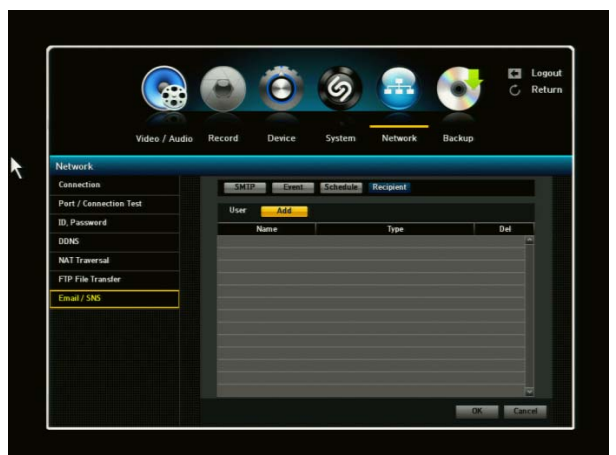 Logout
Return
Video / Audio Record Device System Network Backup
Network
Connection
Port / Connection Test
ID, Password
DDNS
NAT Traversal
FTP File Transfer
Email / SNS
SMTP Event Schedule Recipient
User Add
Name Type Del
OK Cancel